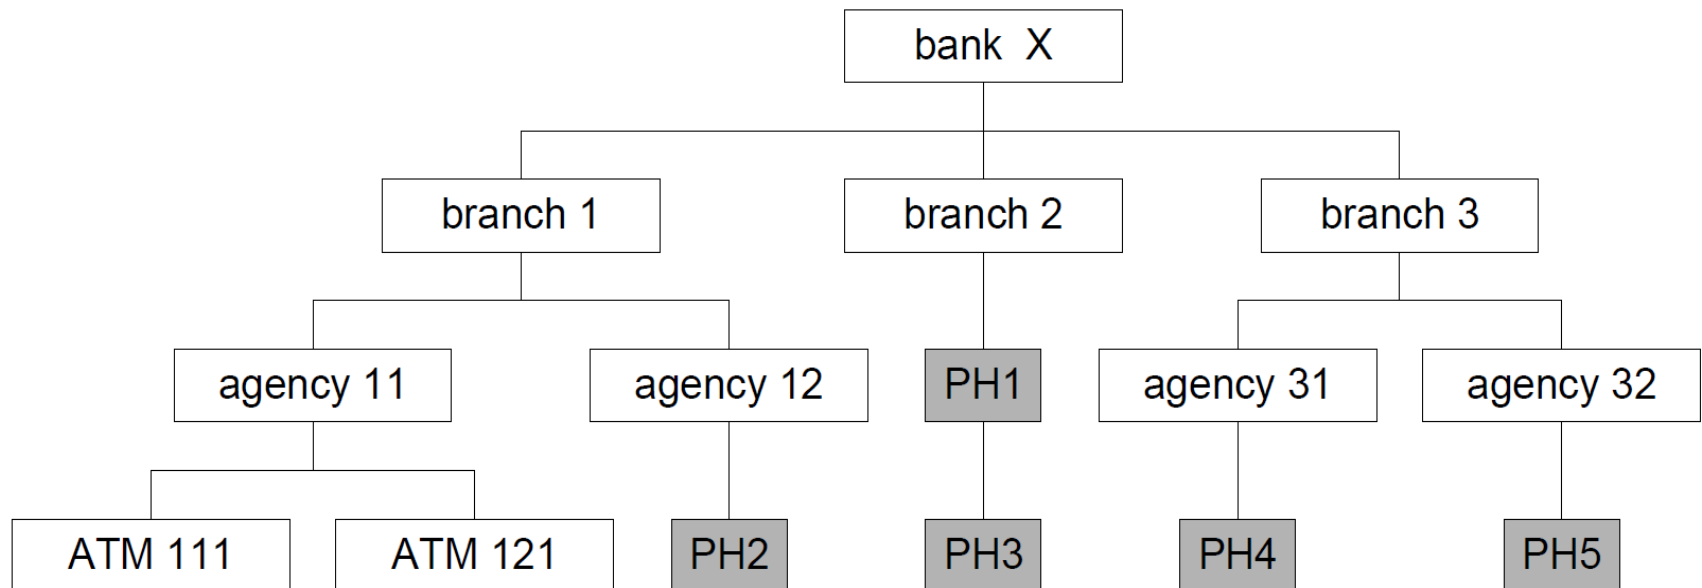 bank X
branch 1
branch 2
branch 3
agency 11
agency 12
PH1
agency 31
agency 32
ATM 111
ATM 121
PH2
PH3
PH4
PH5